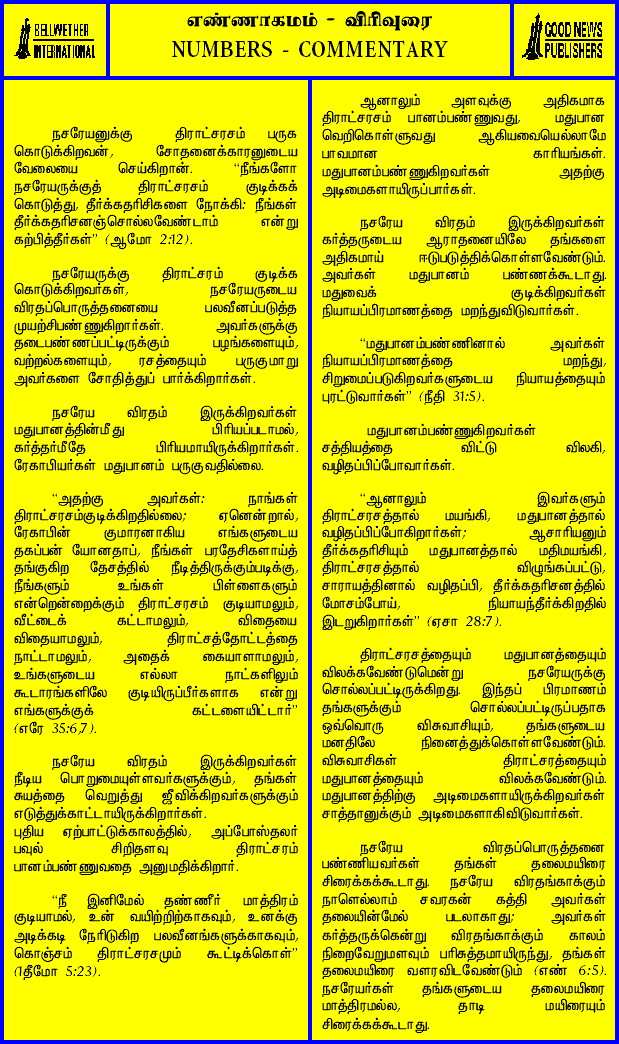 BELLWETHER
INTERNATIONAL
எண்ணாகமம் - விரிவுரை
NUMBERS - COMMENTARY
GOOD NEWS
PUBLISHERS
நசரேயனுக்கு திராட்சரசம் பருக
கொடுக்கிறவன், சோதனைக்காரனுடைய
வேலையை செய்கிறான். “நீங்களோ
நசரேயருக்குத் திராட்சரசம் குடிக்கக்
கொடுத்து, தீர்க்கதரிசிகளை நோக்கி: நீங்கள்
தீர்க்கதரிசனஞ்சொல்லவேண்டாம் என்று
கற்பித்தீர்கள்” (ஆமோ 2:12).
நசரேயருக்கு திராட்சரம் குடிக்க
கொடுக்கிறவர்கள், நசரேயருடைய
விரதப்பொருத்தனையை பலவீனப்படுத்த
முயற்சிபண்ணுகிறார்கள். அவர்களுக்கு
தடைபண்ணப்பட்டிருக்கும் பழங்களையும்,
வற்றல்களையும், ரசத்தையும் பருகுமாறு
அவர்களை சோதித்துப் பார்க்கிறார்கள்.
நசரேய விரதம் இருக்கிறவர்கள்
மதுபானத்தின்மீது பிரியப்படாமல்,
கர்த்தர்மீதே பிரியமாயிருக்கிறார்கள்.
ரேகாபியர்கள் மதுபானம் பருகுவதில்லை.
“அதற்கு அவர்கள்: நாங்கள்
திராட்சரசம்குடிக்கிறதில்லை; ஏனென்றால்,
ரேகாபின் குமாரனாகிய எங்களுடைய
தகப்பன் யோனதாப், நீங்கள் பரதேசிகளாய்த்
தங்குகிற தேசத்தில் நீடித்திருக்கும்படிக்கு,
நீங்களும் உங்கள் பிள்ளைகளும்
என்றென்றைக்கும் திராட்சரசம் குடியாமலும்,
வீட்டைக் கட்டாமலும், விதையை
விதையாமலும், திராட்சத்தோட்டத்தை
நாட்டாமலும், அதைக் கையாளாமலும்,
உங்களுடைய எல்லா நாட்களிலும்
கூடாரங்களிலே குடியிருப்பீர்களாக என்று
எங்களுக்குக் கட்டளையிட்டார்”
(எரே 35:6,7).
நசரேய விரதம் இருக்கிறவர்கள்
நீடிய பொறுமையுள்ளவர்களுக்கும், தங்கள்
சுயத்தை வெறுத்து ஜீவிக்கிறவர்களுக்கும்
எடுத்துக்காட்டாயிருக்கிறார்கள்.
புதிய ஏற்பாட்டுக்காலத்தில், அப்போஸ்தலர்
பவுல் சிறிதளவு திராட்சரம்
பானம்பண்ணுவதை அனுமதிக்கிறார்.
“நீ இனிமேல் தண்ணீர் மாத்திரம்
குடியாமல், உன் வயிற்றிற்காகவும், உனக்கு
அடிக்கடி நேரிடுகிற பலவீனங்களுக்காகவும்,
கொஞ்சம் திராட்சரசமும் கூட்டிக்கொள்”
(1தீமோ 5:23).
ஆனாலும் அளவுக்கு அதிகமாக
திராட்சரசம் பானம்பண்ணுவது, மதுபான
வெறிகொள்ளுவது ஆகியவையெல்லாமே
பாவமான காரியங்கள்.
மதுபானம்பண்ணுகிறவர்கள் அதற்கு
அடிமைகளாயிருப்பார்கள்.
நசரேய விரதம் இருக்கிறவர்கள்
கர்த்தருடைய ஆராதனையிலே தங்களை
அதிகமாய் ஈடுபடுத்திக்கொள்ளவேண்டும்.
அவர்கள் மதுபானம் பண்ணக்கூடாது.
மதுவைக் குடிக்கிறவர்கள்
நியாயப்பிரமாணத்தை மறந்துவிடுவார்கள்.
“மதுபானம்பண்ணினால் அவர்கள்
நியாயப்பிரமாணத்தை மறந்து,
சிறுமைப்படுகிறவர்களுடைய நியாயத்தையும்
புரட்டுவார்கள்” (நீதி 31:5).
மதுபானம்பண்ணுகிறவர்கள்
சத்தியத்தை விட்டு விலகி,
வழிதப்பிப்போவார்கள்.
“ஆனாலும் இவர்களும்
திராட்சரசத்தால் மயங்கி, மதுபானத்தால்
வழிதப்பிப்போகிறார்கள்; ஆசாரியனும்
தீர்க்கதரிசியும் மதுபானத்தால் மதிமயங்கி,
திராட்சரசத்தால் விழுங்கப்பட்டு,
சாராயத்தினால் வழிதப்பி, தீர்க்கதரிசனத்தில்
மோசம்போய், நியாயந்தீர்க்கிறதில்
இடறுகிறார்கள்” (ஏசா 28:7).
திராட்சரசத்தையும் மதுபானத்தையும்
விலக்கவேண்டுமென்று நசரேயருக்கு
சொல்லப்பட்டிருக்கிறது. இந்தப் பிரமாணம்
தங்களுக்கும் சொல்லப்பட்டிருப்பதாக
ஒவ்வொரு விசுவாசியும், தங்களுடைய
மனதிலே நினைத்துக்கொள்ளவேண்டும்.
விசுவாசிகள் திராட்சரத்தையும்
மதுபானத்தையும் விலக்கவேண்டும்.
மதுபானத்திற்கு அடிமைகளாயிருக்கிறவர்கள்
சாத்தானுக்கும் அடிமைகளாகிவிடுவார்கள்.
நசரேய விரதப்பொருத்தனை
பண்ணியவர்கள் தங்கள் தலைமயிரை
சிரைக்கக்கூடாது. நசரேய விரதங்காக்கும்
நாளெல்லாம் சவரகன் கத்தி அவர்கள்
தலையின்மேல் படலாகாது; அவர்கள்
கர்த்தருக்கென்று விரதங்காக்கும் காலம்
நிறைவேறுமளவும் பரிசுத்தமாயிருந்து, தங்கள்
தலைமயிரை வளரவிடவேண்டும் (எண் 6:5).
நசரேயர்கள் தங்களுடைய தலைமயிரை
மாத்திரமல்ல, தாடி மயிரையும்
சிரைக்கக்கூடாது.